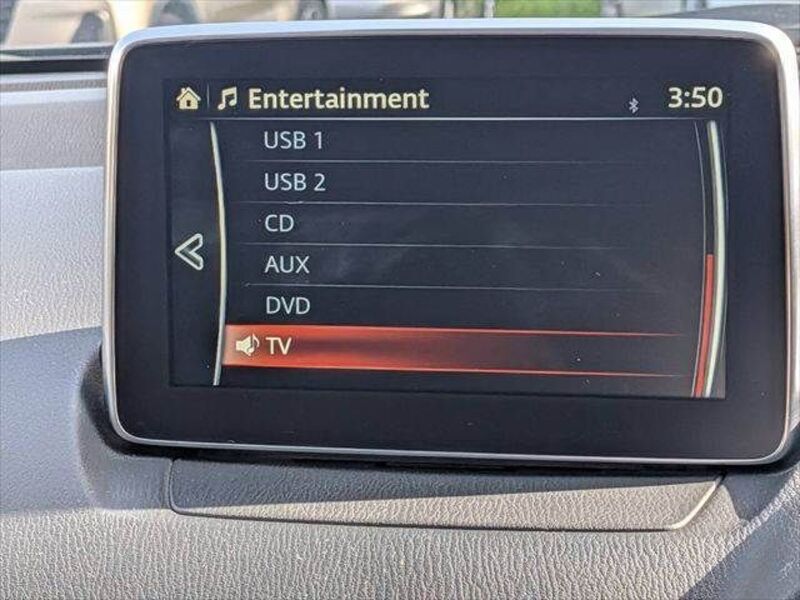 Entertainment 3:50
USB 1
USB 2
CD
AUX
DVD
TV